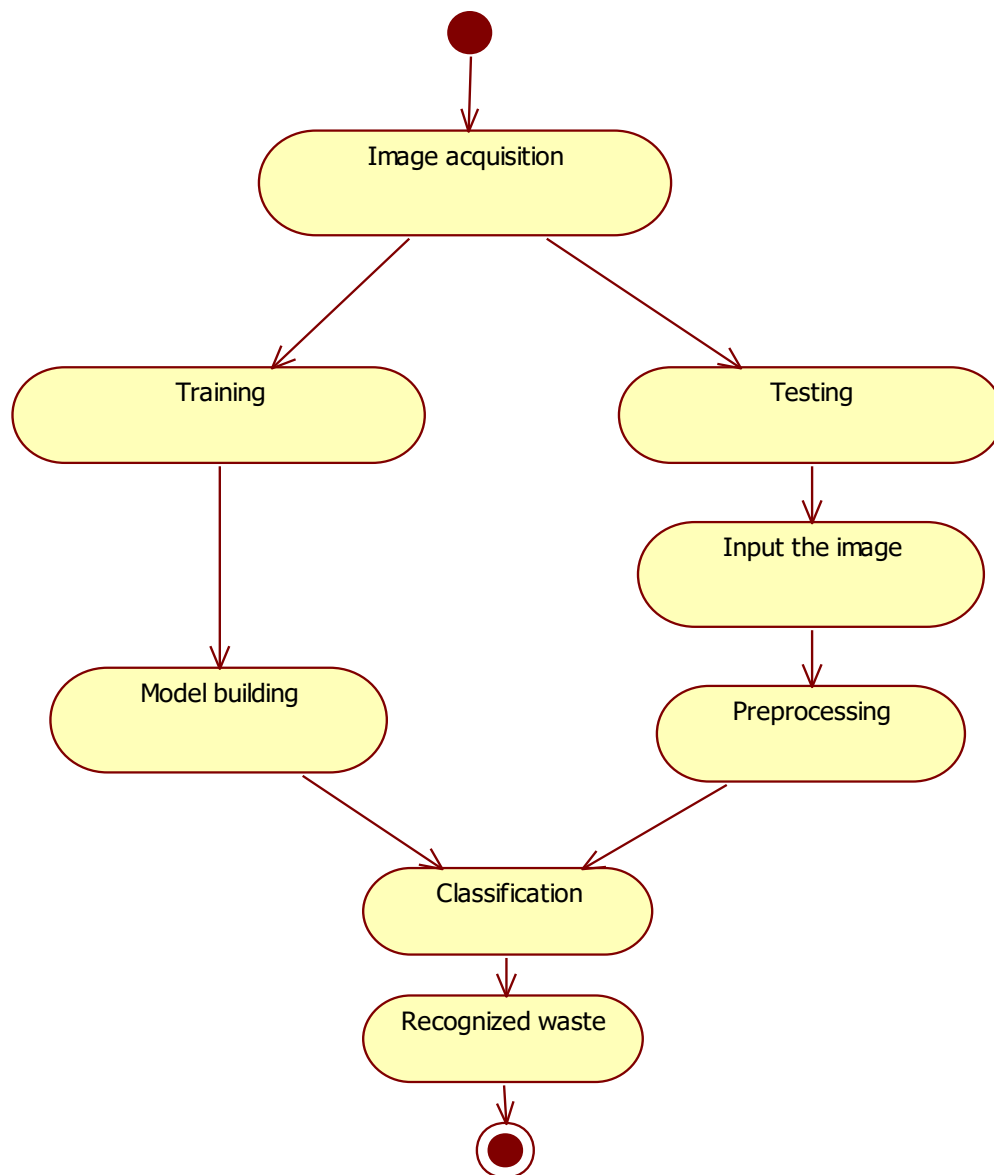 Image acquisition
Training
Testing
Input the image
Model building
Preprocessing
Classification
Recognized waste